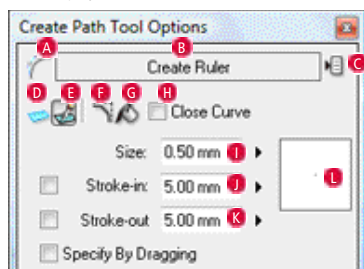 Create Path Tool Options
A B
Create Ruler C
D E F G H Close Curve
Size: 0.50 mm I
Stroke-in: 5.00 mm J L
Stroke-out 5.00 mm K
Specify By Dragging